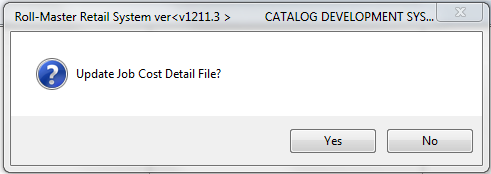 Roll-Master Retail System ver<v1211.3 > CATALOG DEVELOPMENT SYS...
Update Job Cost Detail File?
Yes No